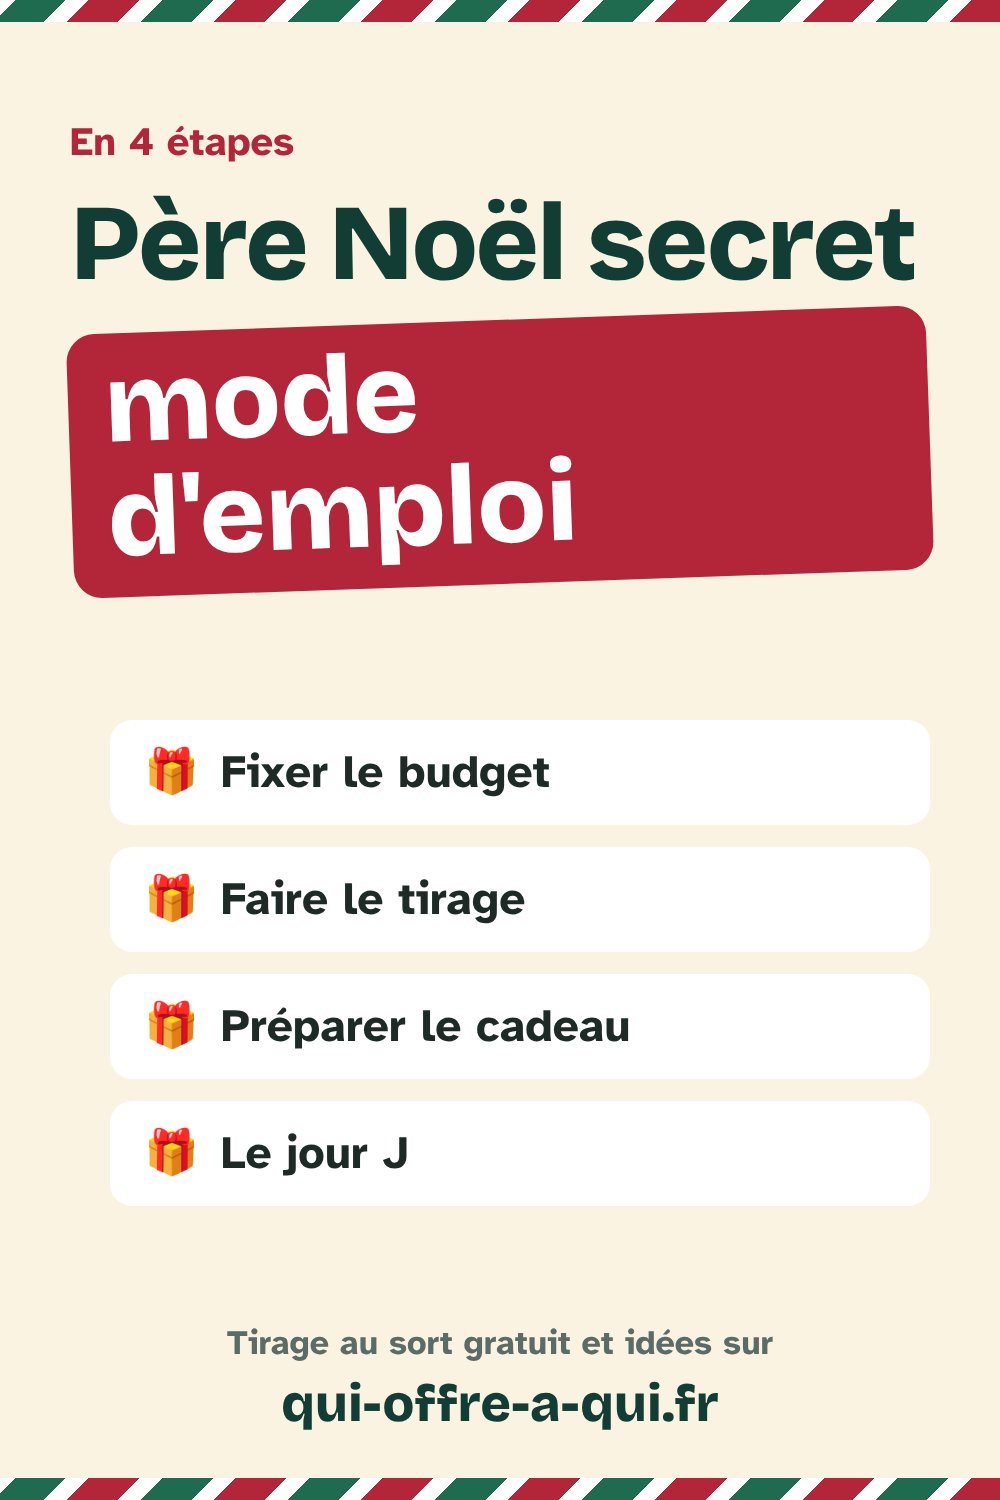 En 4 étapes
Père Noël secret
mode
d'emploi
Fixer le budget
Faire le tirage
Préparer le cadeau
Le jour J
Tirage au sort gratuit et idées sur
qui-offre-a-qui.fr